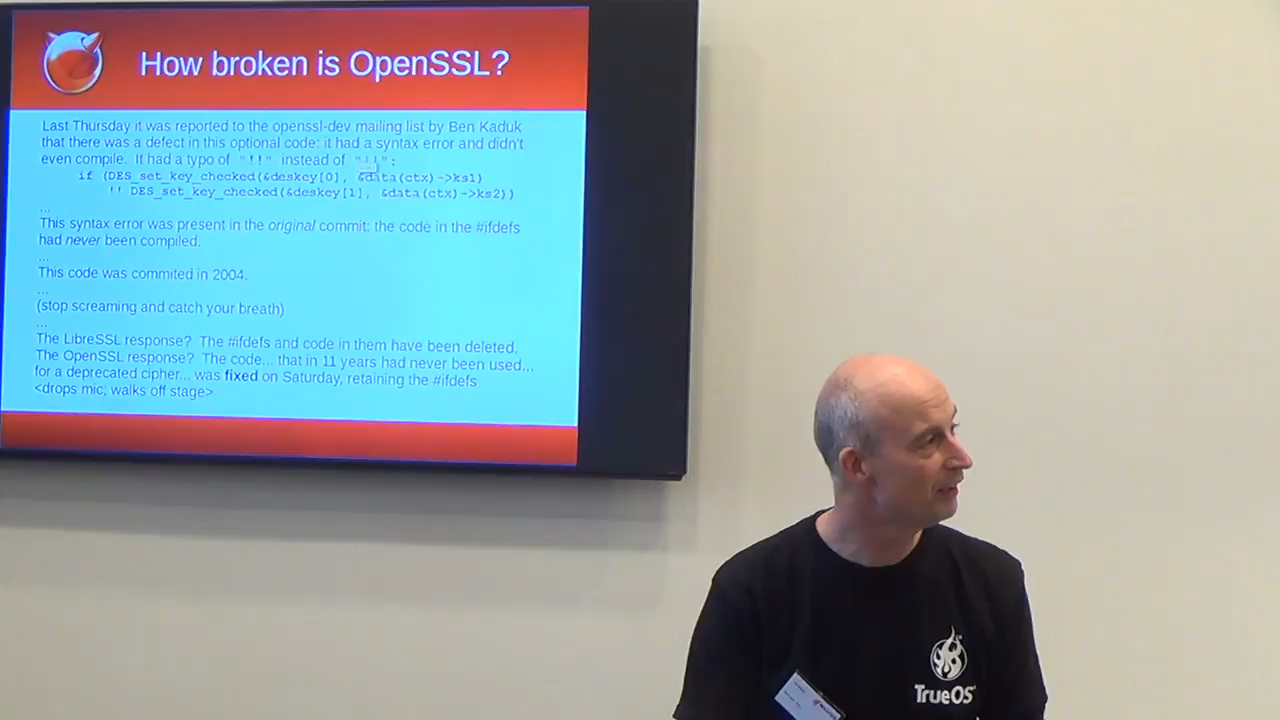 How broken is OpenSSL?
Last Thursday it was reported to the openssl-dev mailing list by Ben Kaduk
that there was a defect in this optional code: it had a syntax error and didn't
even compile. It had a typo of "!!" instead of "||":
if (DES_set_key_checked(&deskey[0], &data(ctx)->ks1)
!! DES_set_key_checked(&deskey[1], &data(ctx)->ks2))
...
This syntax error was present in the original commit: the code in the #ifdefs
had never been compiled.
...
This code was commited in 2004.
...
(stop screaming and catch your breath)
...
The LibreSSL response? The #ifdefs and code in them have been deleted.
The OpenSSL response? The code... that in 11 years had never been used...
for a deprecated cipher... was fixed on Saturday, retaining the #ifdefs
<drops mic; walks off stage>
TrueOS